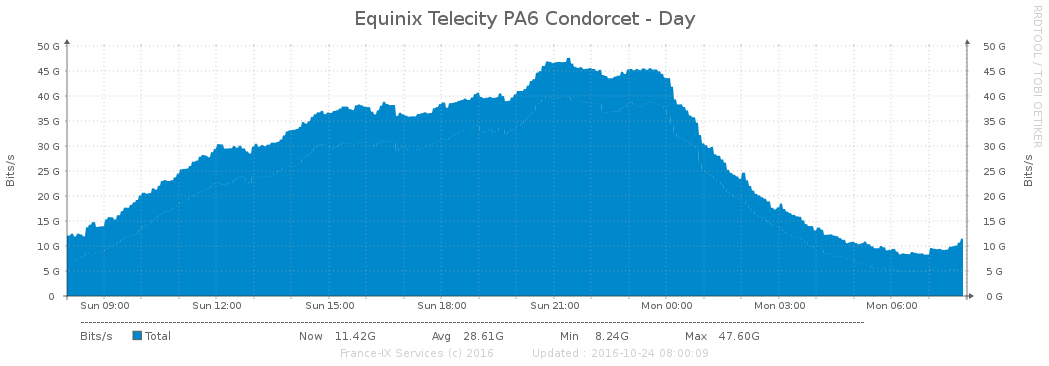 Equinix Telecity PA6 Condorcet - Day
RRDTOOL / TOBI OETIKER
Bits/s
50 G
45 G
40 G
35 G
30 G
25 G
20 G
15 G
10 G
5 G
0
50 G
45 G
40 G
35 G
30 G
25 G
20 G
15 G
10 G
5 G
0 G
Bits/s
Sun 09:00 Sun 12:00 Sun 15:00 Sun 18:00 Sun 21:00 Mon 00:00 Mon 03:00 Mon 06:00
Bits/s Total Now 11.42G Avg 28.61G Min 8.24G Max 47.60G
France-IX Services (c) 2016 Updated : 2016-10-24 08:00:09